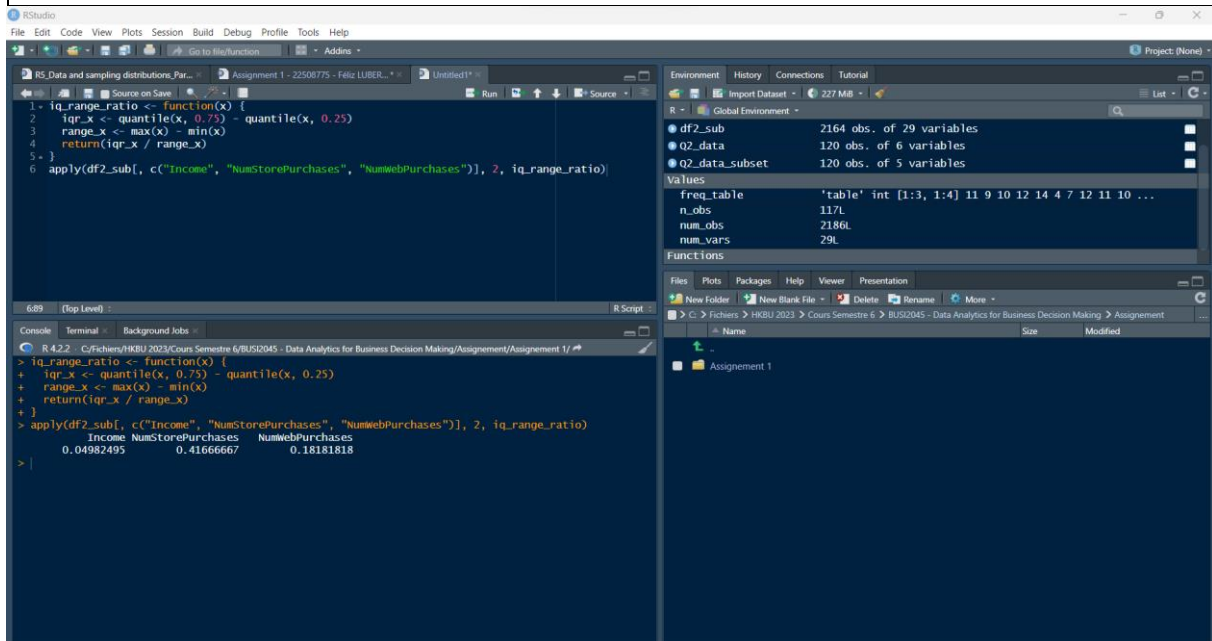 RStudio
File Edit Code View Plots Session Build Debug Profile Tools Help
Go to file/function Addins Project: (None)
R5_Data and sampling distributions_Par... Assignment 1 - 22508775 - Féliz LUBER...* Untitled1*
Source on Save Run Source
1 iq_range_ratio <- function(x) {
2 iqr_x <- quantile(x, 0.75) - quantile(x, 0.25)
3 range_x <- max(x) - min(x)
4 return(iqr_x / range_x)
5 }
6 apply(df2_sub[, c("Income", "NumStorePurchases", "NumWebPurchases")], 2, iq_range_ratio)
6:89 (Top Level) R Script
Console Terminal Background Jobs
R 4.2.2 · C:/Fichiers/HKBU 2023/Cours Semestre 6/BUSI2045 - Data Analytics for Business Decision Making/Assignement/Assignement 1/
> iq_range_ratio <- function(x) {
+ iqr_x <- quantile(x, 0.75) - quantile(x, 0.25)
+ range_x <- max(x) - min(x)
+ return(iqr_x / range_x)
+ }
> apply(df2_sub[, c("Income", "NumStorePurchases", "NumWebPurchases")], 2, iq_range_ratio)
Income NumStorePurchases NumWebPurchases
0.04982495 0.41666667 0.18181818
>
Environment History Connections Tutorial
Import Dataset 227 MiB List
R Global Environment
df2_sub 2164 obs. of 29 variables
Q2_data 120 obs. of 6 variables
Q2_data_subset 120 obs. of 5 variables
Values
freq_table 'table' int [1:3, 1:4] 11 9 10 12 14 4 7 12 11 10 ...
n_obs 117L
num_obs 2186L
num_vars 29L
Functions
Files Plots Packages Help Viewer Presentation
New Folder New Blank File Delete Rename More
C: > Fichiers > HKBU 2023 > Cours Semestre 6 > BUSI2045 - Data Analytics for Business Decision Making > Assignement ...
Name Size Modified
..
Assignement 1